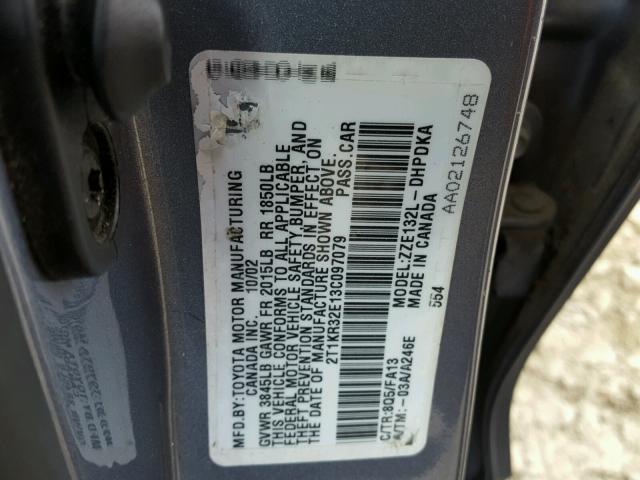 MFD.BY:TOYOTA MOTOR MANUFACTURING
CANADA INC. 10/02
GVWR 3845LB GAWR FR 2015LB RR 1850LB
THIS VEHICLE CONFORMS TO ALL APPLICABLE
FEDERAL MOTOR VEHICLE SAFETY, BUMPER, AND
THEFT PREVENTION STANDARDS IN EFFECT ON
THE DATE OF MANUFACTURE SHOWN ABOVE.
2T1KR32E13C097079 PASS.CAR
C/TR:8Q5/FA13 MODEL:ZZE132L-DHPDKA
A/TM:-03A/A246E MADE IN CANADA
554 AA02126748